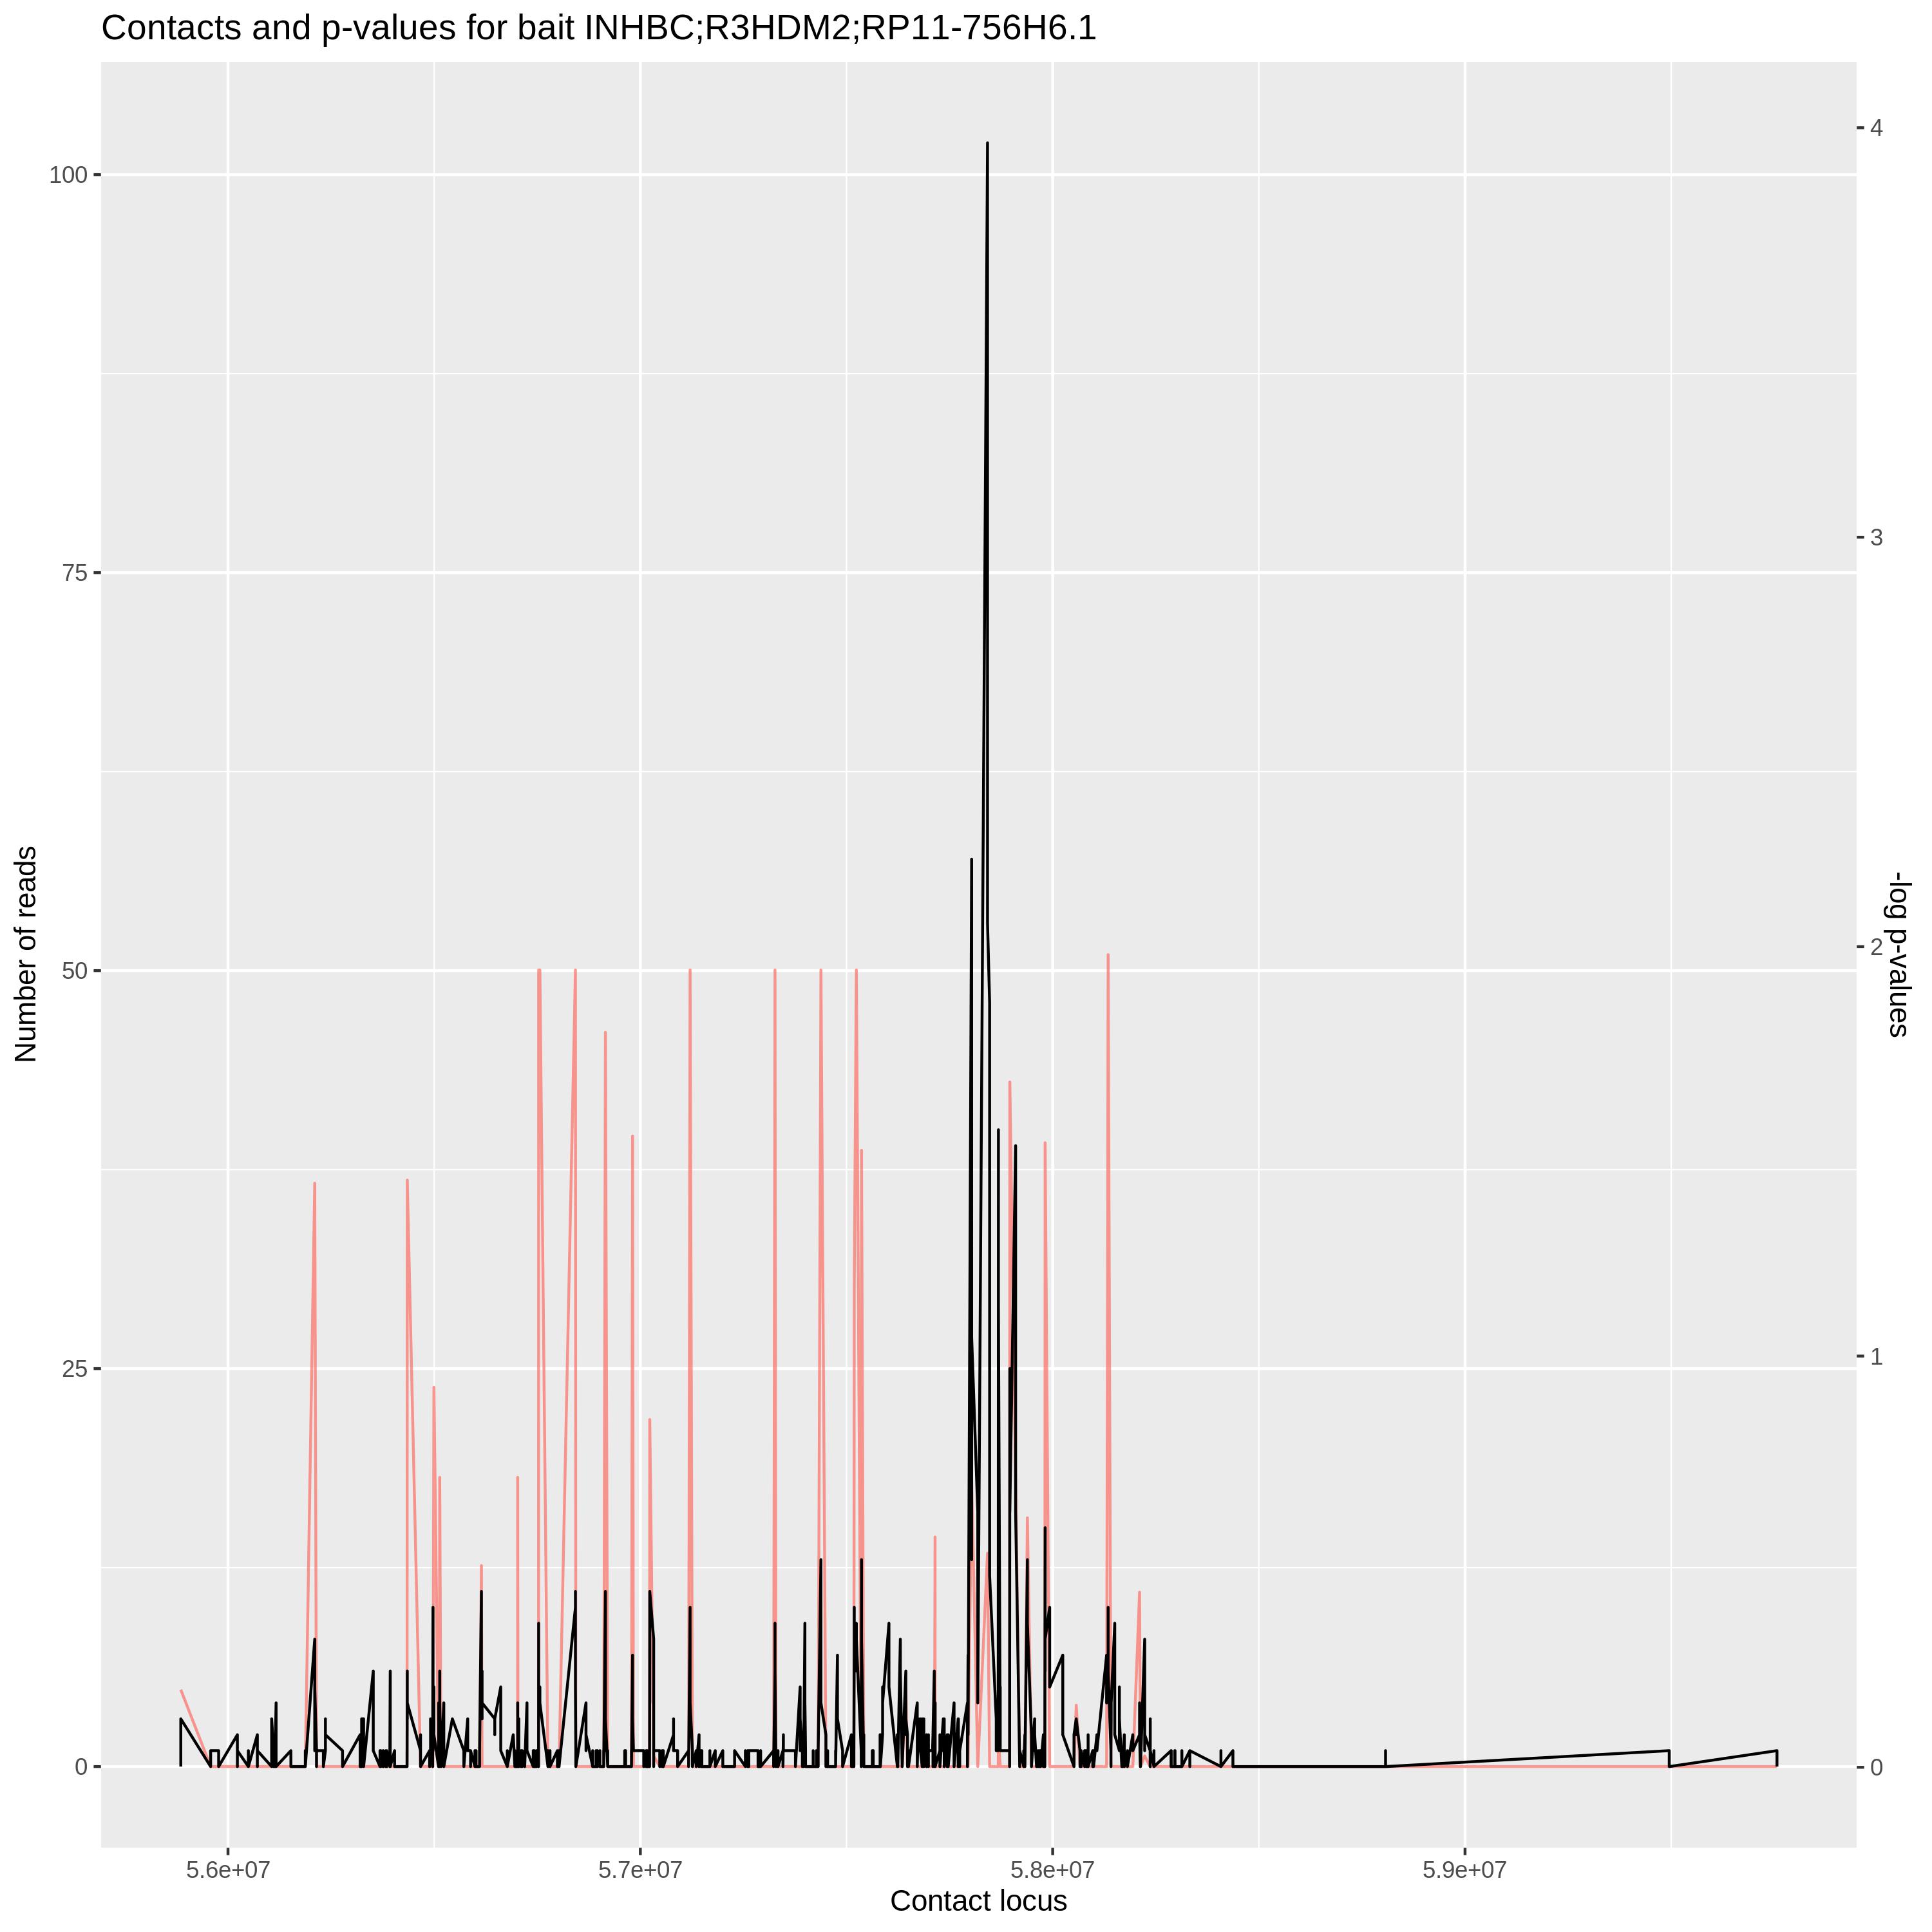 Contacts and p-values for bait INHBC;R3HDM2;RP11-756H6.1
Number of reads
100
75
50
25
0
4
3
2
1
0
-log p-values
5.6e+07 5.7e+07 5.8e+07 5.9e+07
Contact locus